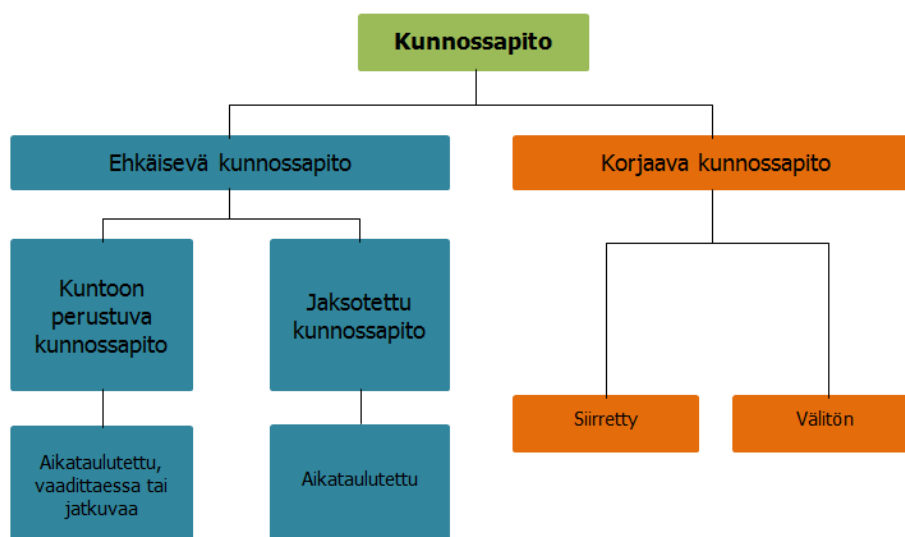 Kunnossapito
Ehkäisevä kunnossapito
Korjaava kunnossapito
Kuntoon
perustuva
kunnossapito
Jaksotettu
kunnossapito
Siirretty
Välitön
Aikataulutettu,
vaadittaessa tai
jatkuvaa
Aikataulutettu